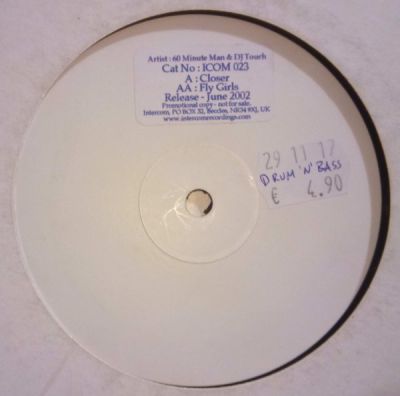 Artist : 60 Minute Man & DJ Touch
Cat No : ICOM 023
A : Closer
AA : Fly Girls
Release - June 2002
Promotional copy - not for sale.
Intercom, PO BOX 32, Beccles, NR34 9XJ, UK
www.intercomrecordings.com
29 11 17
DRUM 'N' BASS
€ 4.90